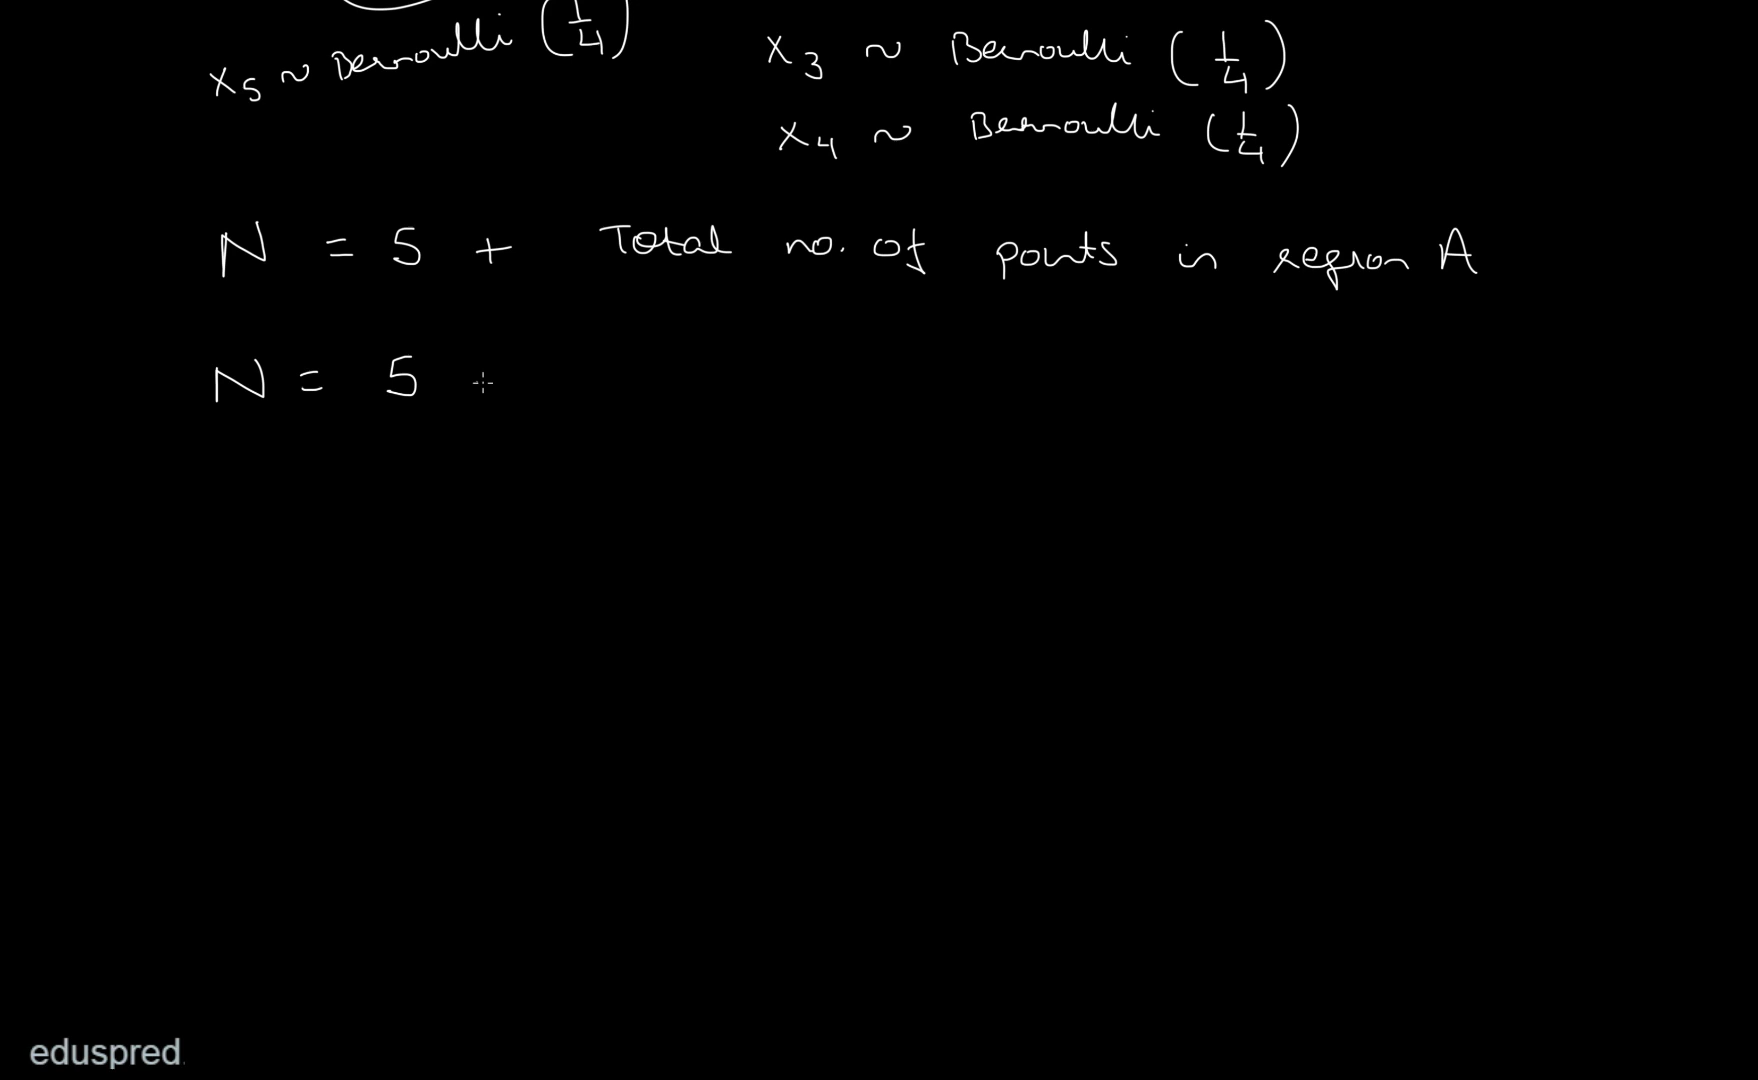 X5 ~ Bernoulli (1/4)
X3 ~ Bernoulli (1/4)
X4 ~ Bernoulli (1/4)
N = 5 + Total no. of points in region A
N = 5 +
eduspred.